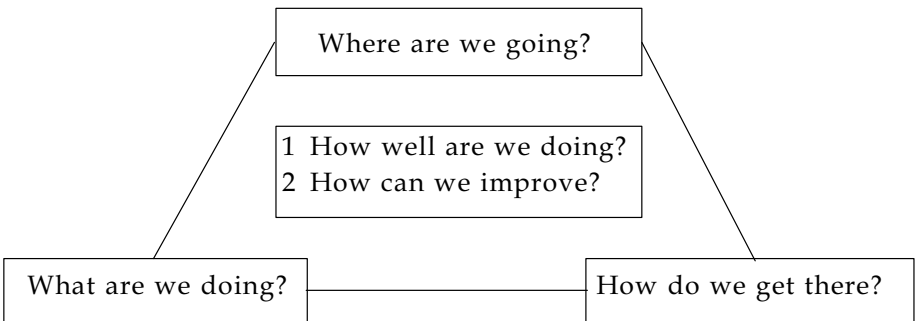 Where are we going?
1 How well are we doing?
2 How can we improve?
What are we doing?
How do we get there?